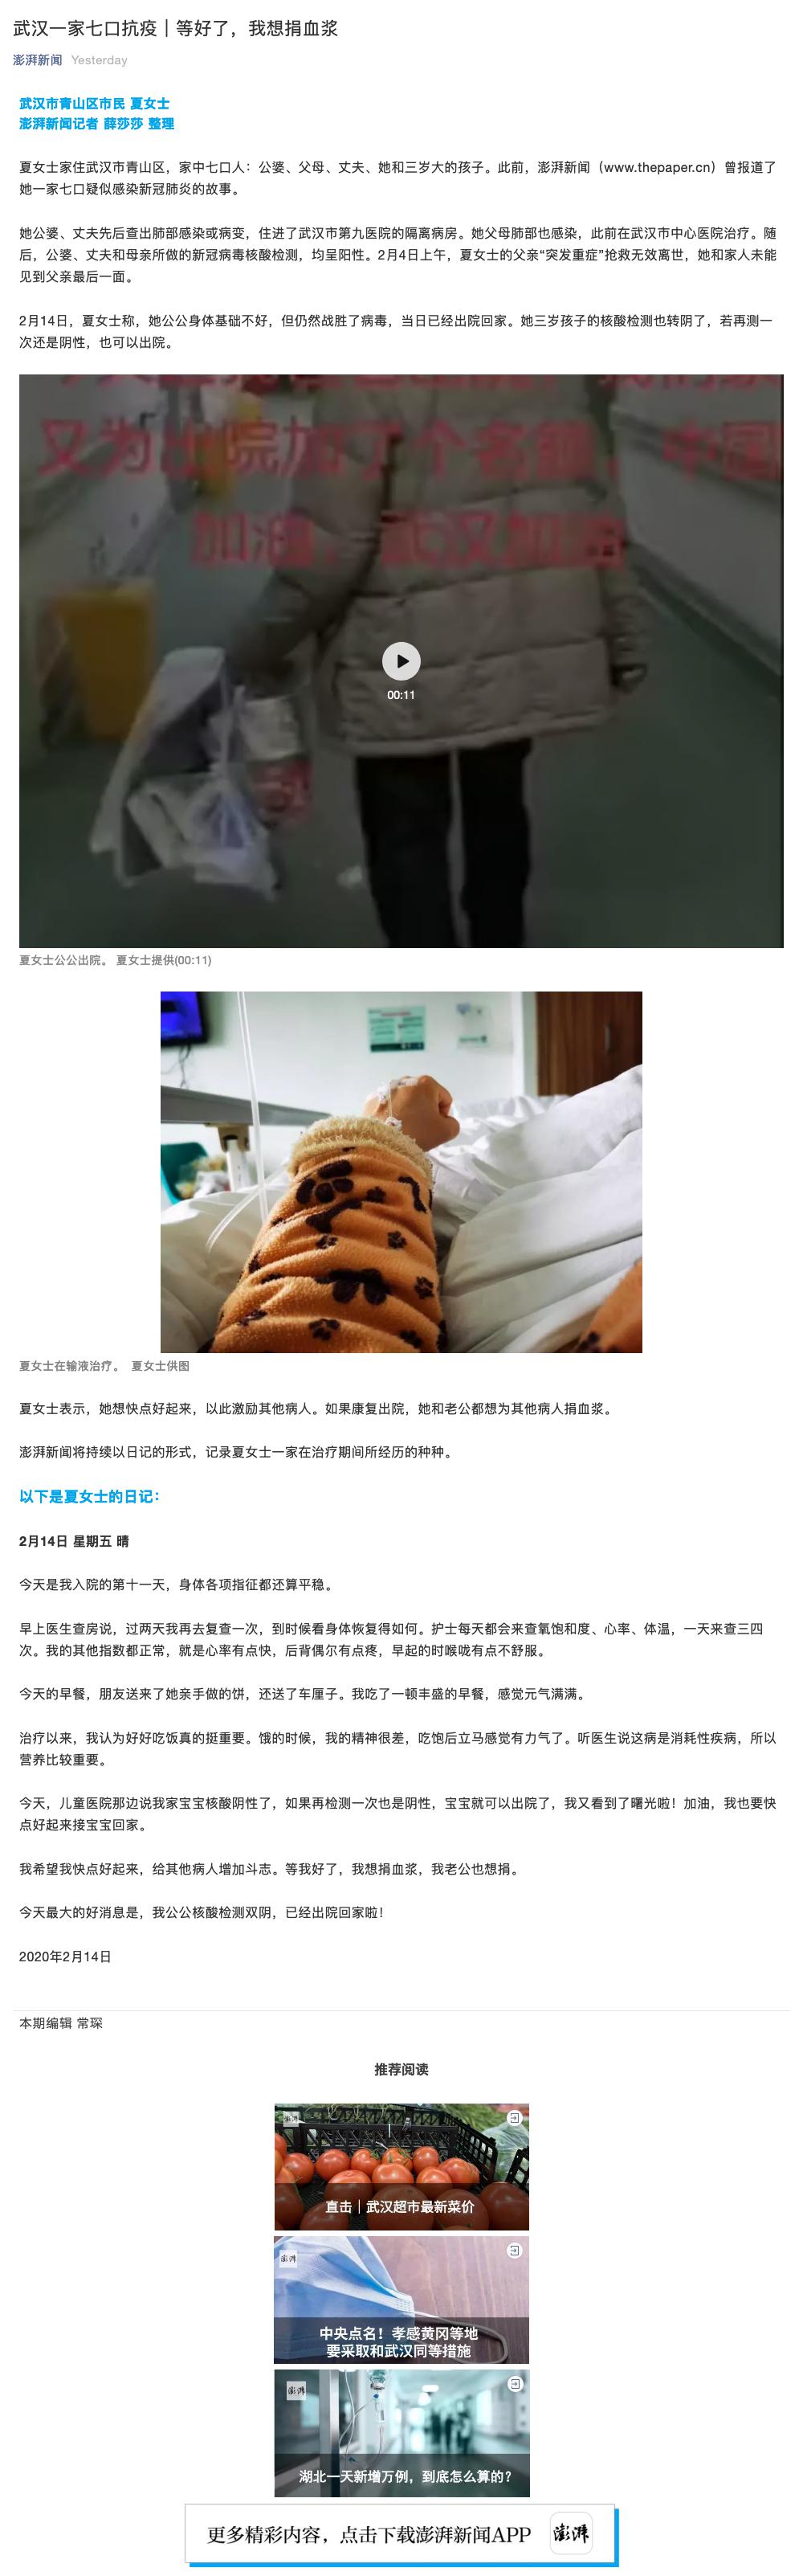 武汉一家七口抗疫｜等好了，我想捐血浆
澎湃新闻 Yesterday
武汉市青山区市民 夏女士
澎湃新闻记者 薛莎莎 整理
夏女士家住武汉市青山区，家中七口人：公婆、父母、丈夫、她和三岁大的孩子。此前，澎湃新闻（www.thepaper.cn）曾报道了
她一家七口疑似感染新冠肺炎的故事。
她公婆、丈夫先后查出肺部感染或病变，住进了武汉市第九医院的隔离病房。她父母肺部也感染，此前在武汉市中心医院治疗。随
后，公婆、丈夫和母亲所做的新冠病毒核酸检测，均呈阳性。2月4日上午，夏女士的父亲“突发重症”抢救无效离世，她和家人未能
见到父亲最后一面。
2月14日，夏女士称，她公公身体基础不好，但仍然战胜了病毒，当日已经出院回家。她三岁孩子的核酸检测也转阴了，若再测一
次还是阴性，也可以出院。
又为出院加了个名额，中国
加油，武汉加油
00:11
夏女士公公出院。 夏女士提供(00:11)
夏女士在输液治疗。 夏女士供图
夏女士表示，她想快点好起来，以此激励其他病人。如果康复出院，她和老公都想为其他病人捐血浆。
澎湃新闻将持续以日记的形式，记录夏女士一家在治疗期间所经历的种种。
以下是夏女士的日记：
2月14日 星期五 晴
今天是我入院的第十一天，身体各项指征都还算平稳。
早上医生查房说，过两天我再去复查一次，到时候看身体恢复得如何。护士每天都会来查氧饱和度、心率、体温，一天来查三四
次。我的其他指数都正常，就是心率有点快，后背偶尔有点疼，早起的时候喉咙有点不舒服。
今天的早餐，朋友送来了她亲手做的饼，还送了车厘子。我吃了一顿丰盛的早餐，感觉元气满满。
治疗以来，我认为好好吃饭真的挺重要。饿的时候，我的精神很差，吃饱后立马感觉有力气了。听医生说这病是消耗性疾病，所以
营养比较重要。
今天，儿童医院那边说我家宝宝核酸阴性了，如果再检测一次也是阴性，宝宝就可以出院了，我又看到了曙光啦！加油，我也要快
点好起来接宝宝回家。
我希望我快点好起来，给其他病人增加斗志。等我好了，我想捐血浆，我老公也想捐。
今天最大的好消息是，我公公核酸检测双阴，已经出院回家啦！
2020年2月14日
本期编辑 常琛
推荐阅读
澎湃
直击｜武汉超市最新菜价
澎湃
中央点名！孝感黄冈等地
要采取和武汉同等措施
澎湃
湖北一天新增万例，到底怎么算的？
更多精彩内容，点击下载澎湃新闻APP 澎湃